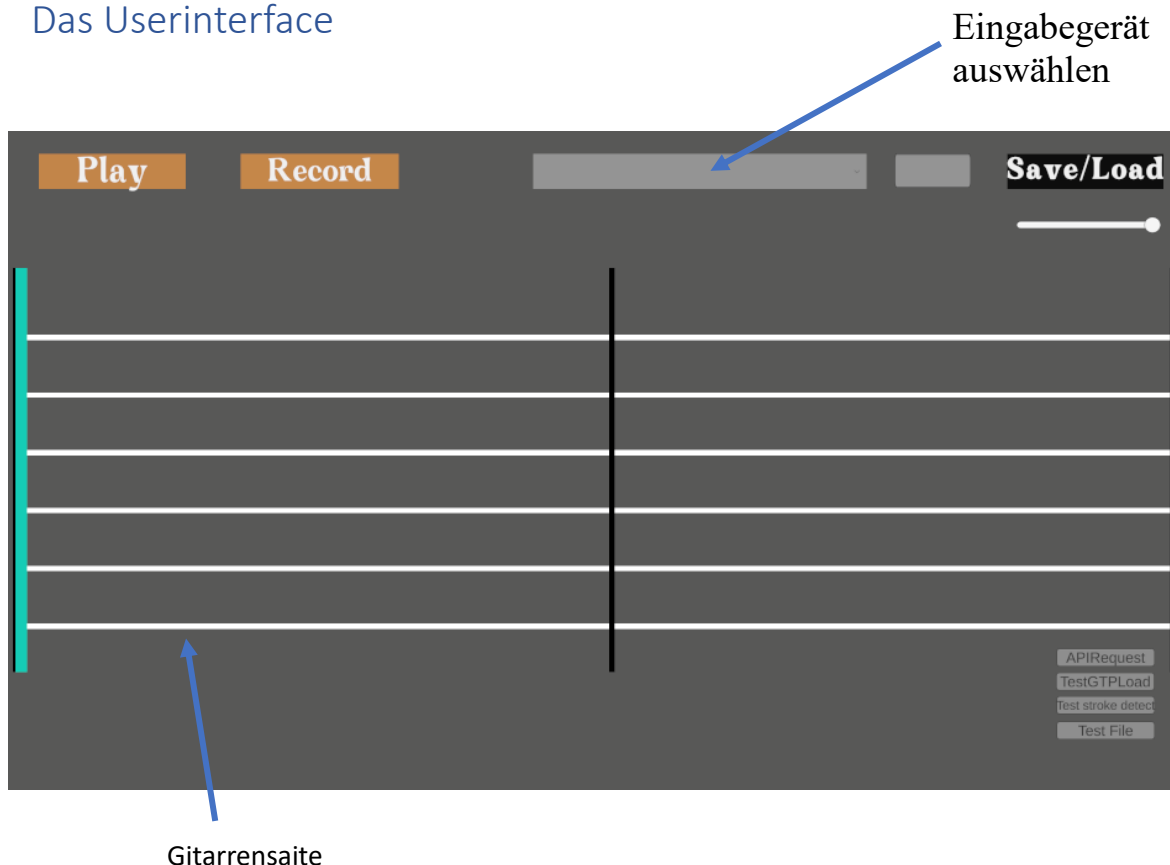 Das Userinterface
Eingabegerät
auswählen
Play
Record
Save/Load
APIRequest
TestGTPLoad
Test stroke detect
Test File
Gitarrensaite